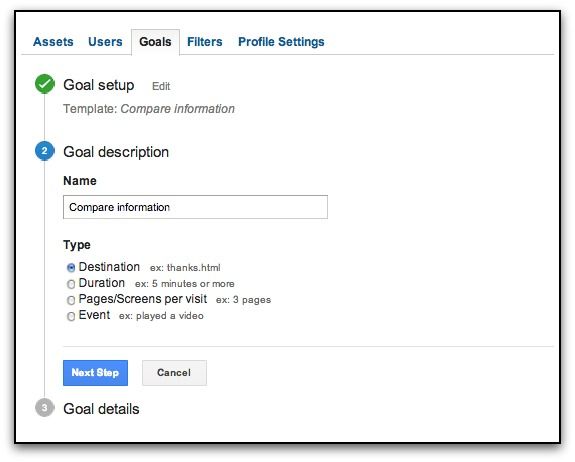 Assets Users Goals Filters Profile Settings
Goal setup Edit
Template: Compare information
2 Goal description
Name
Compare information
Type
Destination ex: thanks.html
Duration ex: 5 minutes or more
Pages/Screens per visit ex: 3 pages
Event ex: played a video
Next Step Cancel
3 Goal details